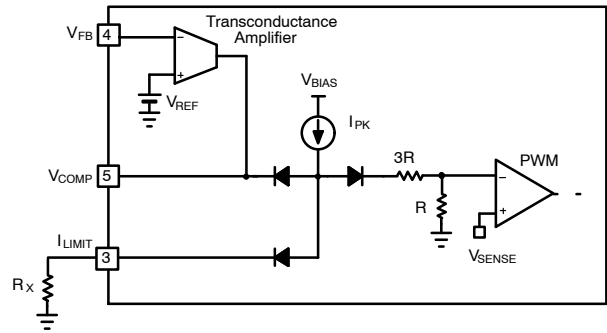 Transconductance
Amplifier
VFB 4
−
+
VREF
VBIAS
IPK
3R
PWM
VCOMP 5
−
R
+
ILIMIT
3
VSENSE
RX